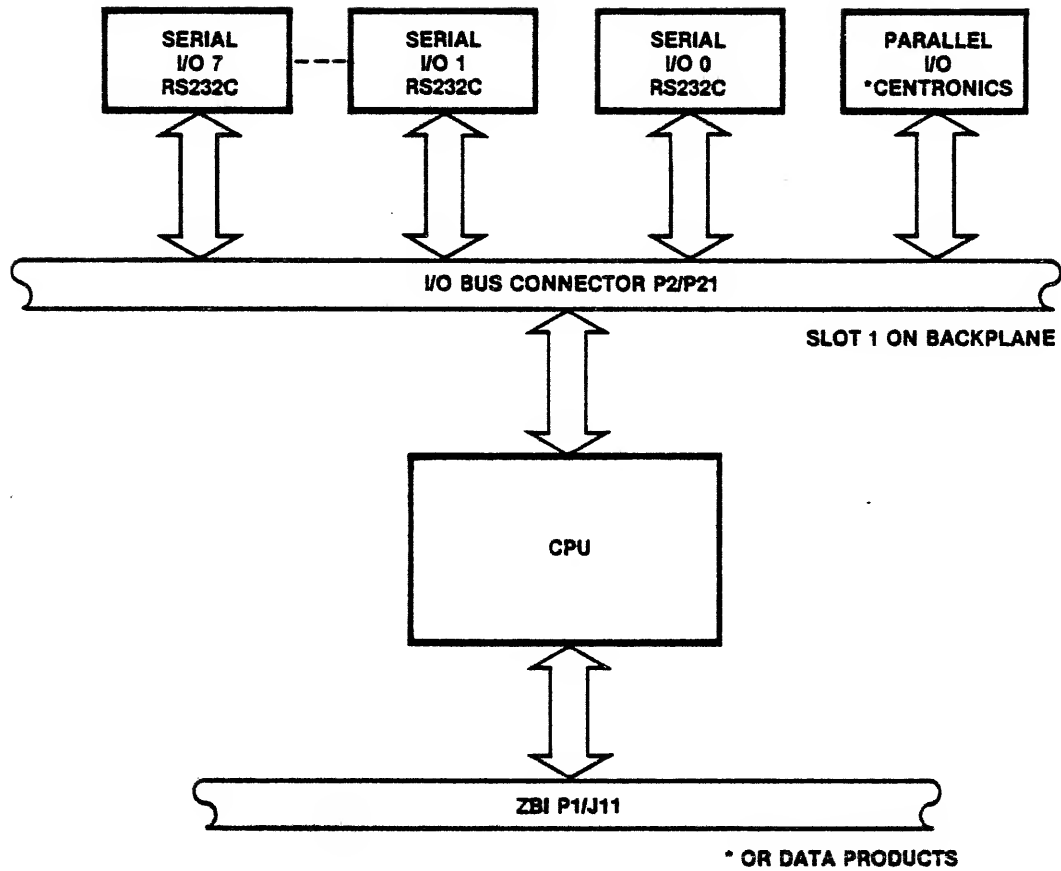 SERIAL
I/O 7
RS232C
SERIAL
I/O 1
RS232C
SERIAL
I/O 0
RS232C
PARALLEL
I/O
*CENTRONICS
I/O BUS CONNECTOR P2/P21
SLOT 1 ON BACKPLANE
CPU
ZBI P1/J11
* OR DATA PRODUCTS